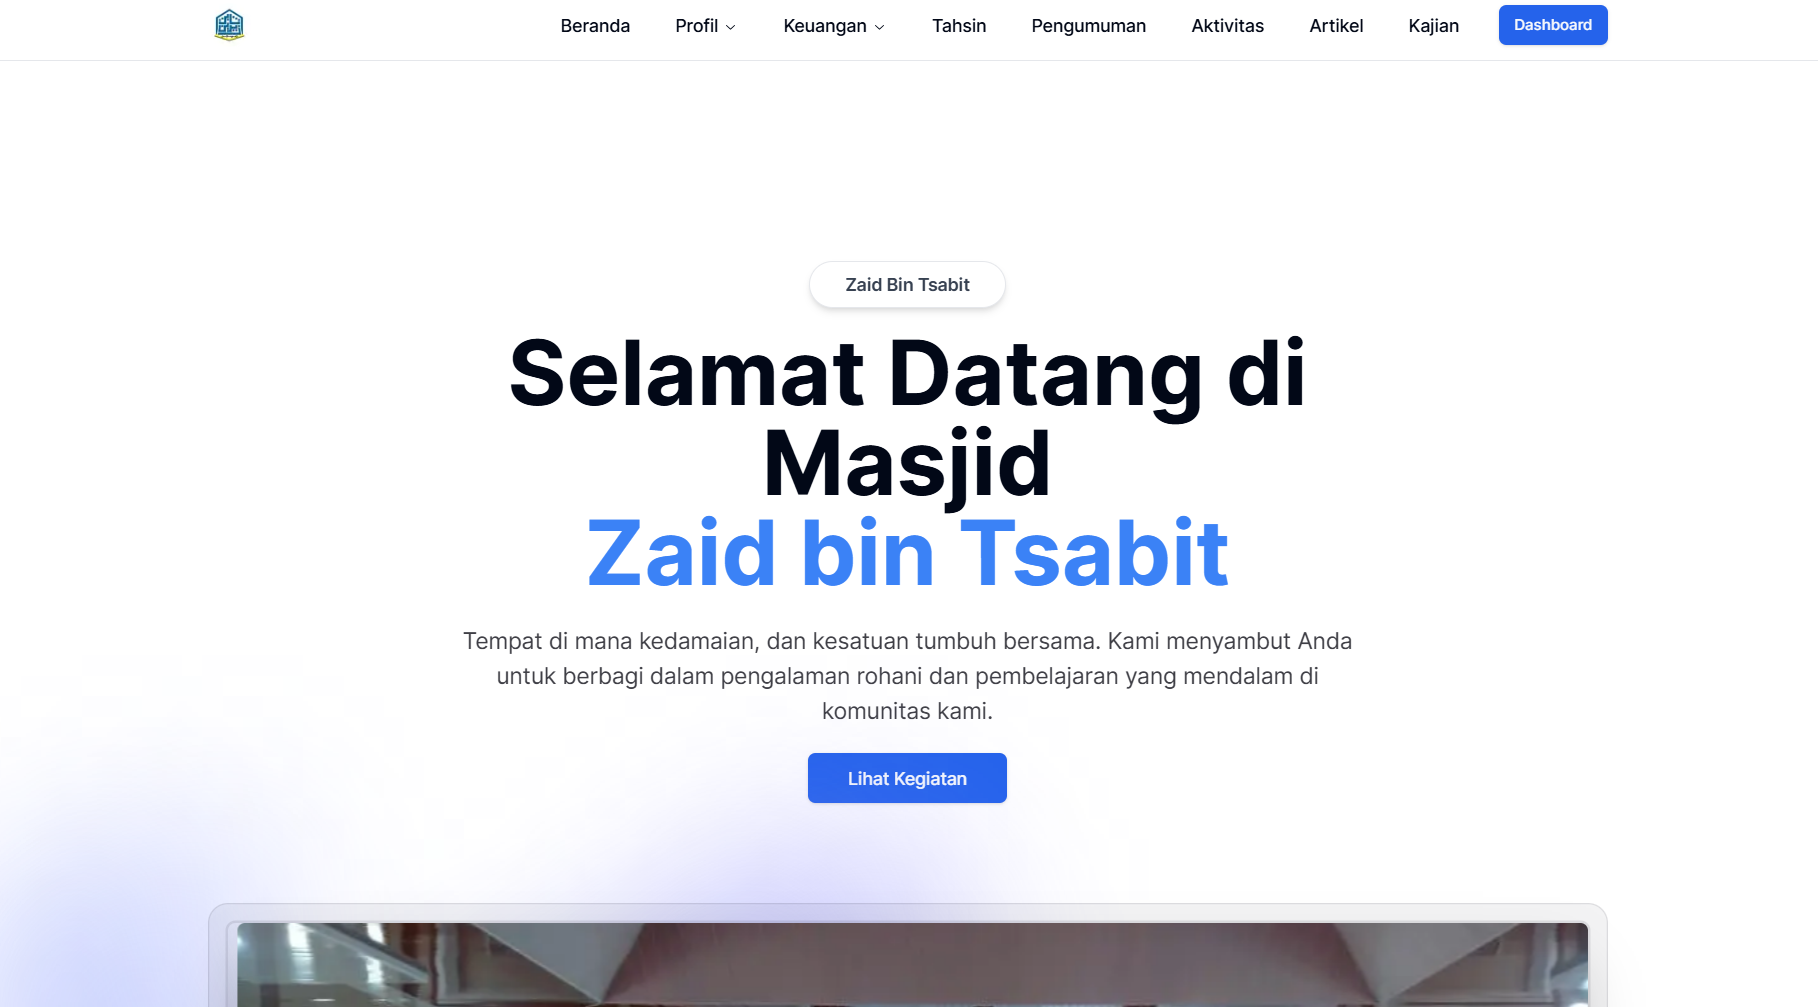 Beranda
Profil
Keuangan
Tahsin
Pengumuman
Aktivitas
Artikel
Kajian
Dashboard
Zaid Bin Tsabit
Selamat Datang di
Masjid
Zaid bin Tsabit
Tempat di mana kedamaian, dan kesatuan tumbuh bersama. Kami menyambut Anda
untuk berbagi dalam pengalaman rohani dan pembelajaran yang mendalam di
komunitas kami.
Lihat Kegiatan